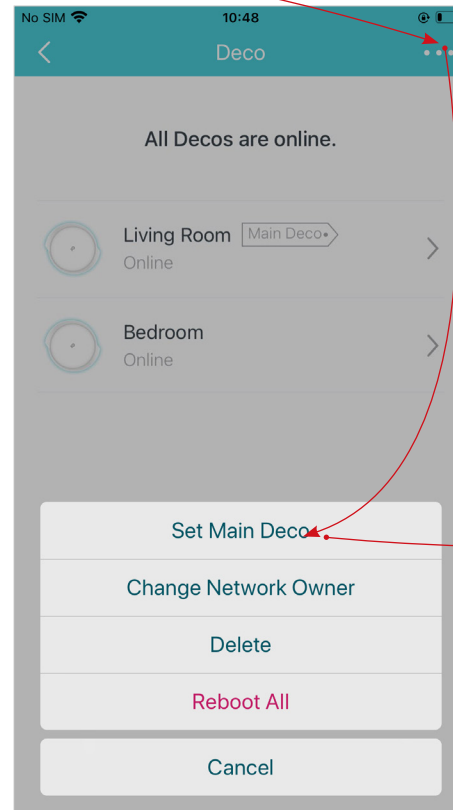 No SIM 10:48
Deco
All Decos are online.
Living Room Main Deco
Online
Bedroom
Online
Set Main Deco
Change Network Owner
Delete
Reboot All
Cancel